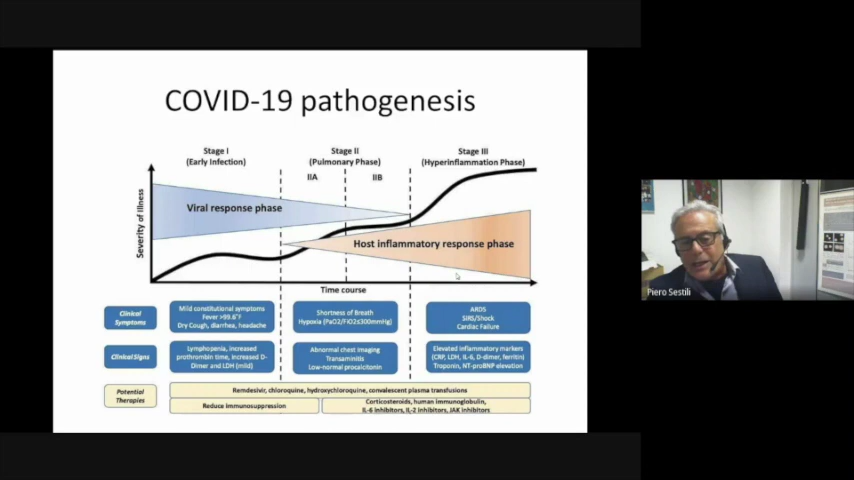 COVID-19 pathogenesis
Stage I
(Early Infection)
Stage II
(Pulmonary Phase)
Stage III
(Hyperinflammation Phase)
IIA
IIB
Severity of Illness
Viral response phase
Host inflammatory response phase
Time course
Clinical
Symptoms
Mild constitutional symptoms
Fever >99.6°F
Dry Cough, diarrhea, headache
Shortness of Breath
Hypoxia (PaO2/FiO2≤300mmHg)
ARDS
SIRS/Shock
Cardiac Failure
Clinical Signs
Lymphopenia, increased
prothrombin time, increased D-
Dimer and LDH (mild)
Abnormal chest imaging
Transaminitis
Low-normal procalcitonin
Elevated inflammatory markers
(CRP, LDH, IL-6, D-dimer, ferritin)
Troponin, NT-proBNP elevation
Potential
Therapies
Remdesivir, chloroquine, hydroxychloroquine, convalescent plasma transfusions
Reduce immunosuppression
Corticosteroids, human immunoglobulin,
IL-6 inhibitors, IL-2 inhibitors, JAK inhibitors
Piero Sestili